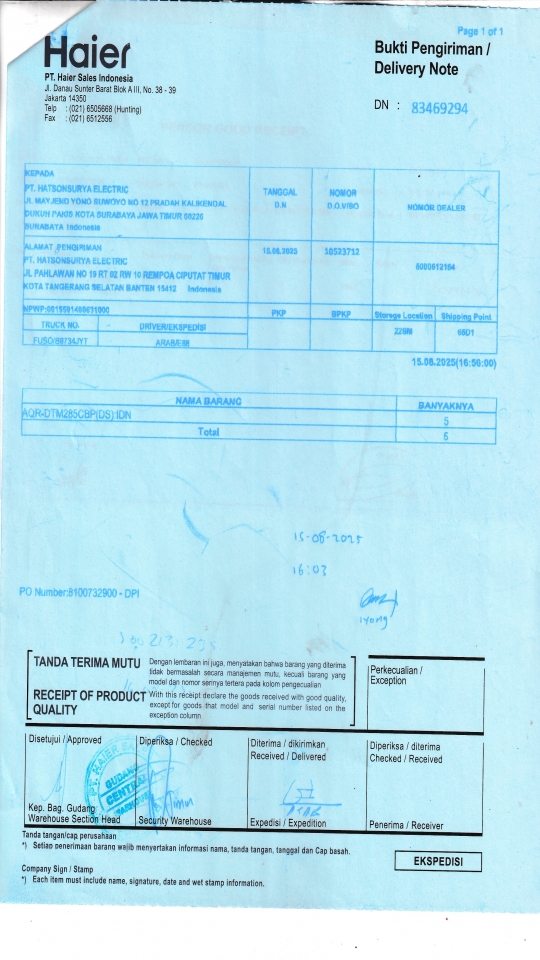 Page 1 of 1
Haier
Bukti Pengiriman /
Delivery Note
PT. Haier Sales Indonesia
Jl. Danau Sunter Barat Blok A III, No. 38 - 39
Jakarta 14350
Telp : (021) 6505668 (Hunting)
Fax : (021) 6512556
DN : 83469294
KEPADA
PT. HATSONSURYA ELECTRIC
JL. MAYJEND YONO SUWOYO NO 12 PRADAH KALIKENDAL
DUKUH PAKIS KOTA SURABAYA JAWA TIMUR 60226
SURABAYA Indonesia
TANGGAL
D.N
NOMOR
D.O./SO
NOMOR DEALER
ALAMAT PENGIRIMAN
PT. HATSONSURYA ELECTRIC
JL PAHLAWAN NO 19 RT 02 RW 10 REMPOA CIPUTAT TIMUR
KOTA TANGERANG SELATAN BANTEN 15412 Indonesia
15.08.2025
10523712
NPWP:
PKP
BPKP
Storage Location
Shipping Point
TRUCK NO.
DRIVER/EKSPEDISI
22SM
FUSO/
15.08.2025(16:56:00)
NAMA BARANG
BANYAKNYA
AQR-DTM285CBP(DS) IDN
5
Total
5
15-08-2025
16:03
PO Number:8100732900 - DPI
iyong
TANDA TERIMA MUTU
Dengan lembaran ini juga, menyatakan bahwa barang yang diterima
tidak bermasalah secara manajemen mutu, kecuali barang yang
model dan nomor serinya tertera pada kolom pengecualian
RECEIPT OF PRODUCT
QUALITY
With this receipt declare the goods received with good quality,
except for goods that model and serial number listed on the
exception column
Perkecualian /
Exception
Disetujui / Approved
Diperiksa / Checked
Diterima / dikirimkan
Received / Delivered
Diperiksa / diterima
Checked / Received
PT. HAIER
GUDANG
CENTRAL
Kep. Bag. Gudang
Warehouse Section Head
Security Warehouse
Expedisi / Expedition
Penerima / Receiver
Tanda tangan/cap perusahaan
*) Setiap penerimaan barang wajib menyertakan informasi nama, tanda tangan, tanggal dan Cap basah.
EKSPEDISI
Company Sign / Stamp
*) Each item must include name, signature, date and wet stamp information.